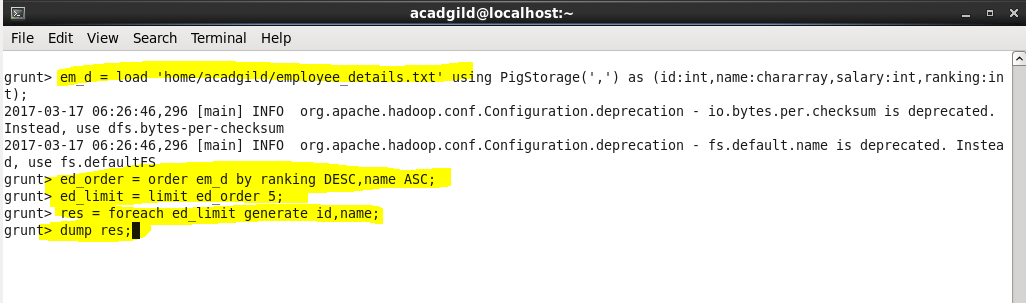 acadgild@localhost:~
File Edit View Search Terminal Help
grunt> em_d = load 'home/acadgild/employee_details.txt' using PigStorage(',') as (id:int,name:chararray,salary:int,ranking:in
t);
2017-03-17 06:26:46,296 [main] INFO  org.apache.hadoop.conf.Configuration.deprecation - io.bytes.per.checksum is deprecated.
Instead, use dfs.bytes-per-checksum
2017-03-17 06:26:46,296 [main] INFO  org.apache.hadoop.conf.Configuration.deprecation - fs.default.name is deprecated. Instea
d, use fs.defaultFS
grunt> ed_order = order em_d by ranking DESC,name ASC;
grunt> ed_limit = limit ed_order 5;
grunt> res = foreach ed_limit generate id,name;
grunt> dump res;